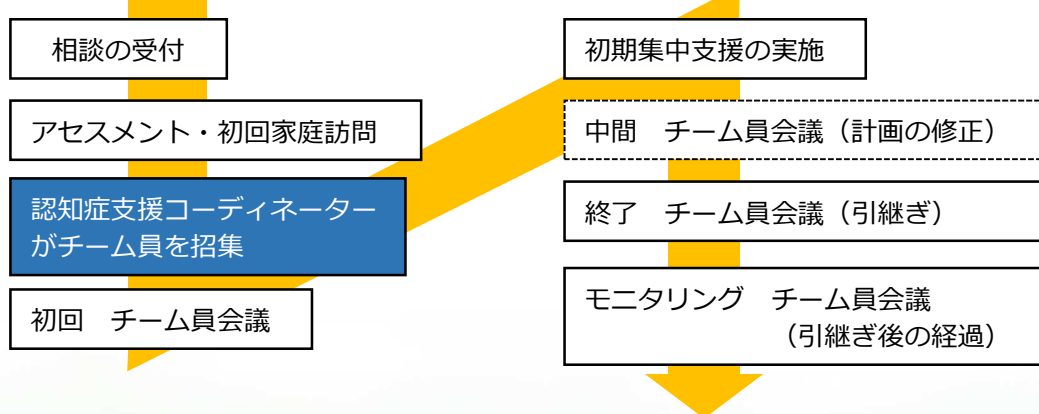 相談の受付
アセスメント・初回家庭訪問
認知症支援コーディネーター
がチーム員を招集
初回　チーム員会議
初期集中支援の実施
中間　チーム員会議（計画の修正）
終了　チーム員会議（引継ぎ）
モニタリング　チーム員会議
（引継ぎ後の経過）